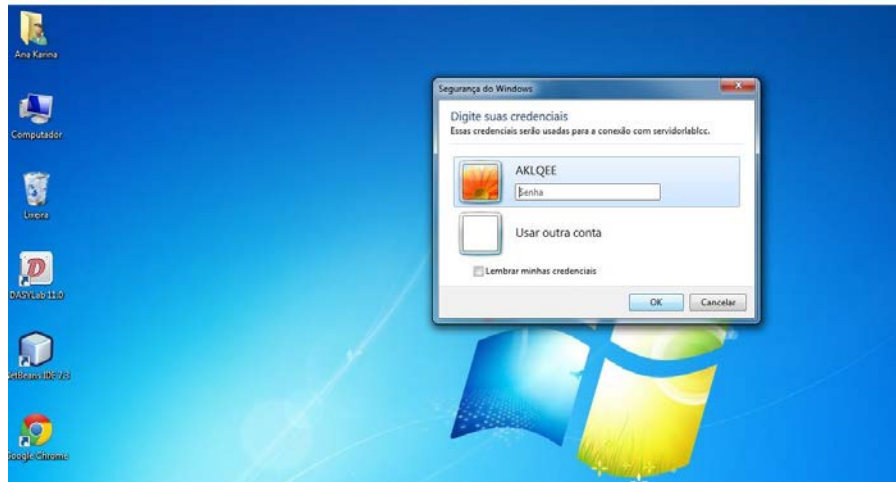 Ana Karina
Computador
Lixeira
DASYLab 11.0
NetBeans IDE 7.3
Google Chrome
Segurança do Windows
Digite suas credenciais
Essas credenciais serão usadas para a conexão com servidorlablcc.
AKLQEE
Senha
Usar outra conta
Lembrar minhas credenciais
OK
Cancelar